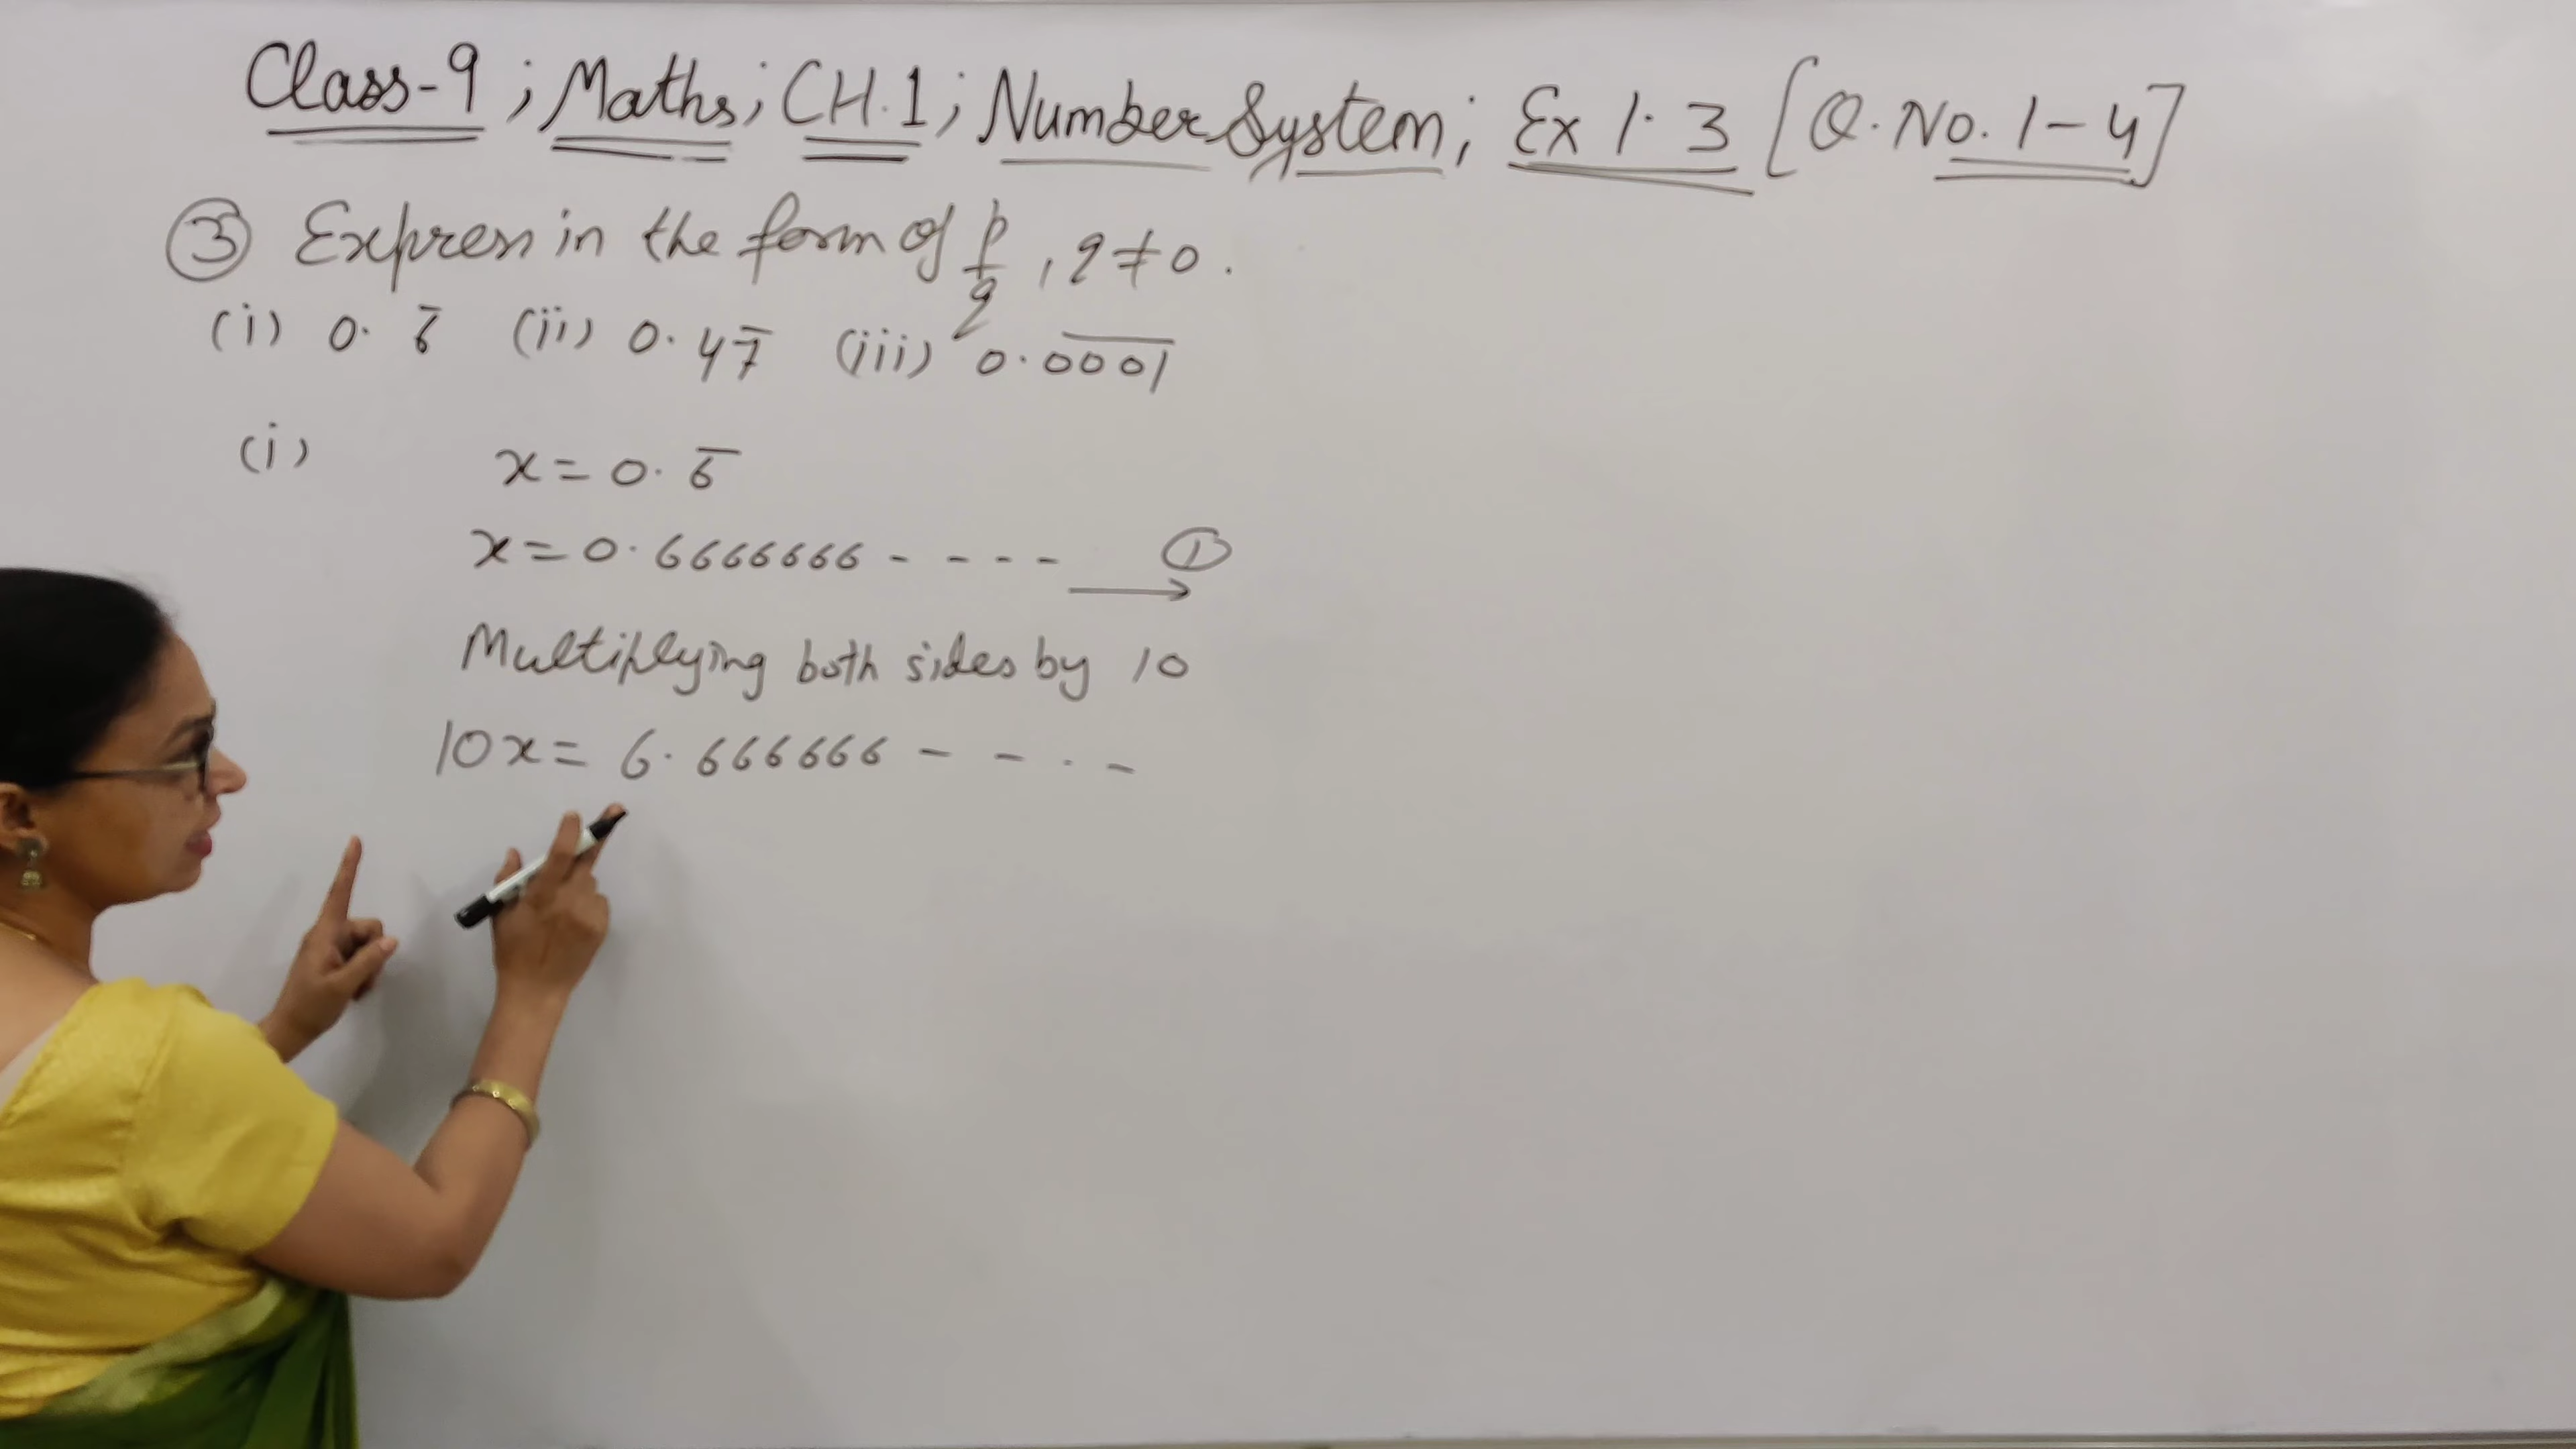 Class-9 ; Maths ; CH.1 ; Number System ; Ex 1.3 [Q.No. 1-4]
③ Express in the form of p/q , q ≠ 0 .
(i) 0.6̅ (ii) 0.47̅ (iii) 0.0̅0̅0̅1̅
(i) x = 0.6̅
x = 0.6666666 - - - - → ①
Multiplying both sides by 10
10x = 6.666666 - - . -